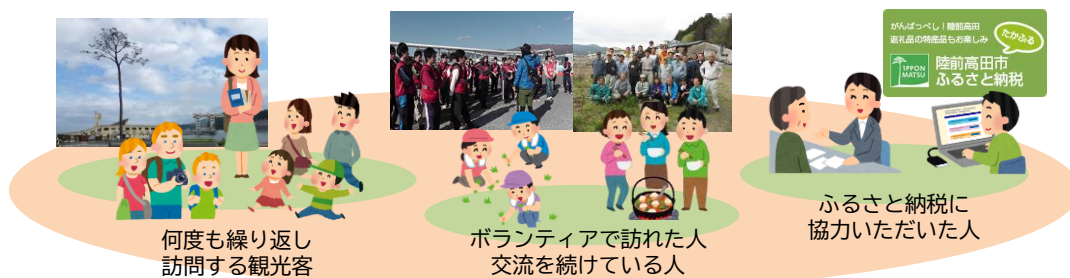 がんばっぺし！陸前高田
返礼品の特産品もお楽しみ
たかふる
IPPON
MATSU
陸前高田市
ふるさと納税
何度も繰り返し
訪問する観光客
ボランティアで訪れた人
交流を続けている人
ふるさと納税に
協力いただいた人